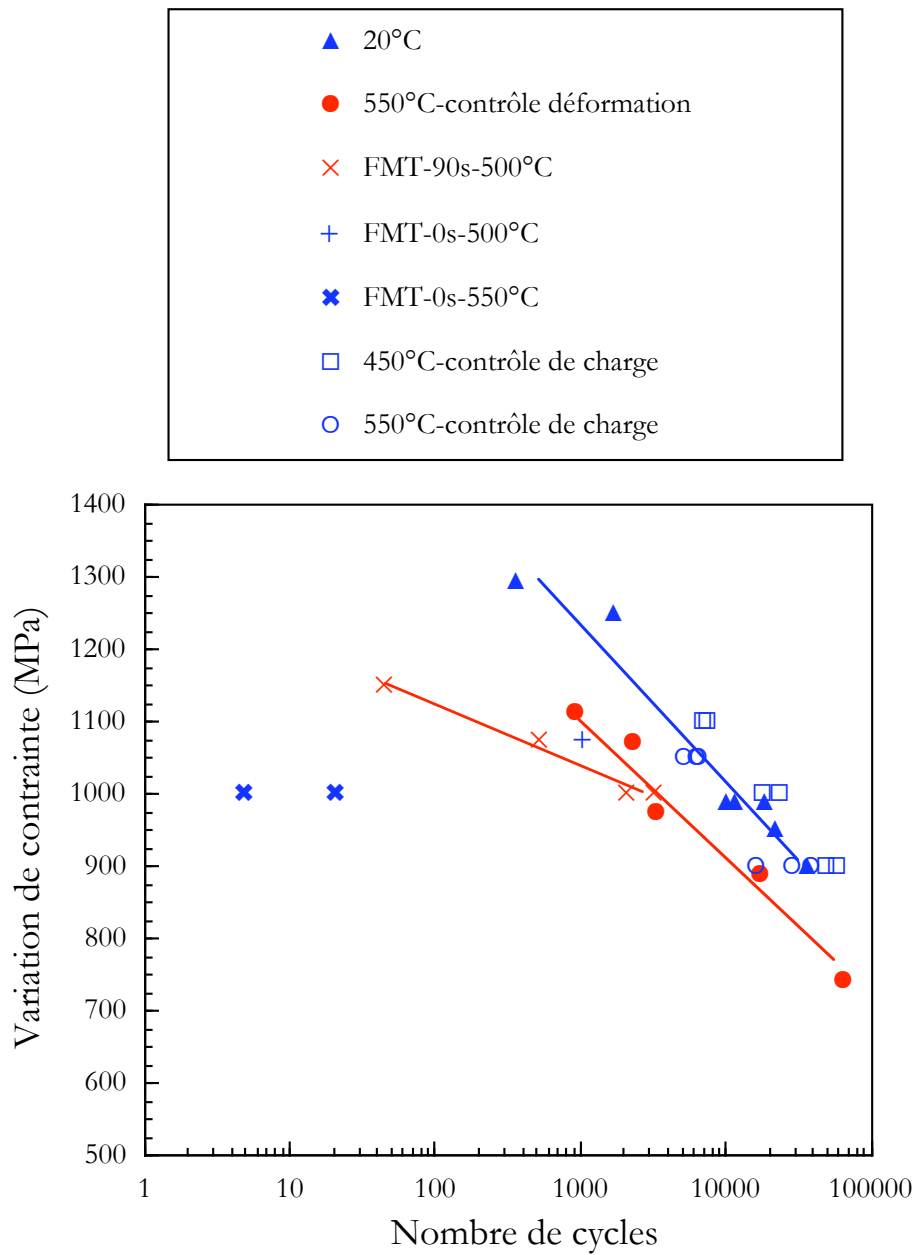 20°C
550°C-contrôle déformation
FMT-90s-500°C
FMT-0s-500°C
FMT-0s-550°C
450°C-contrôle de charge
550°C-contrôle de charge
1400
1300
1200
1100
1000
900
800
700
600
500
Variation de contrainte (MPa)
1 10 100 1000 10000 100000
Nombre de cycles